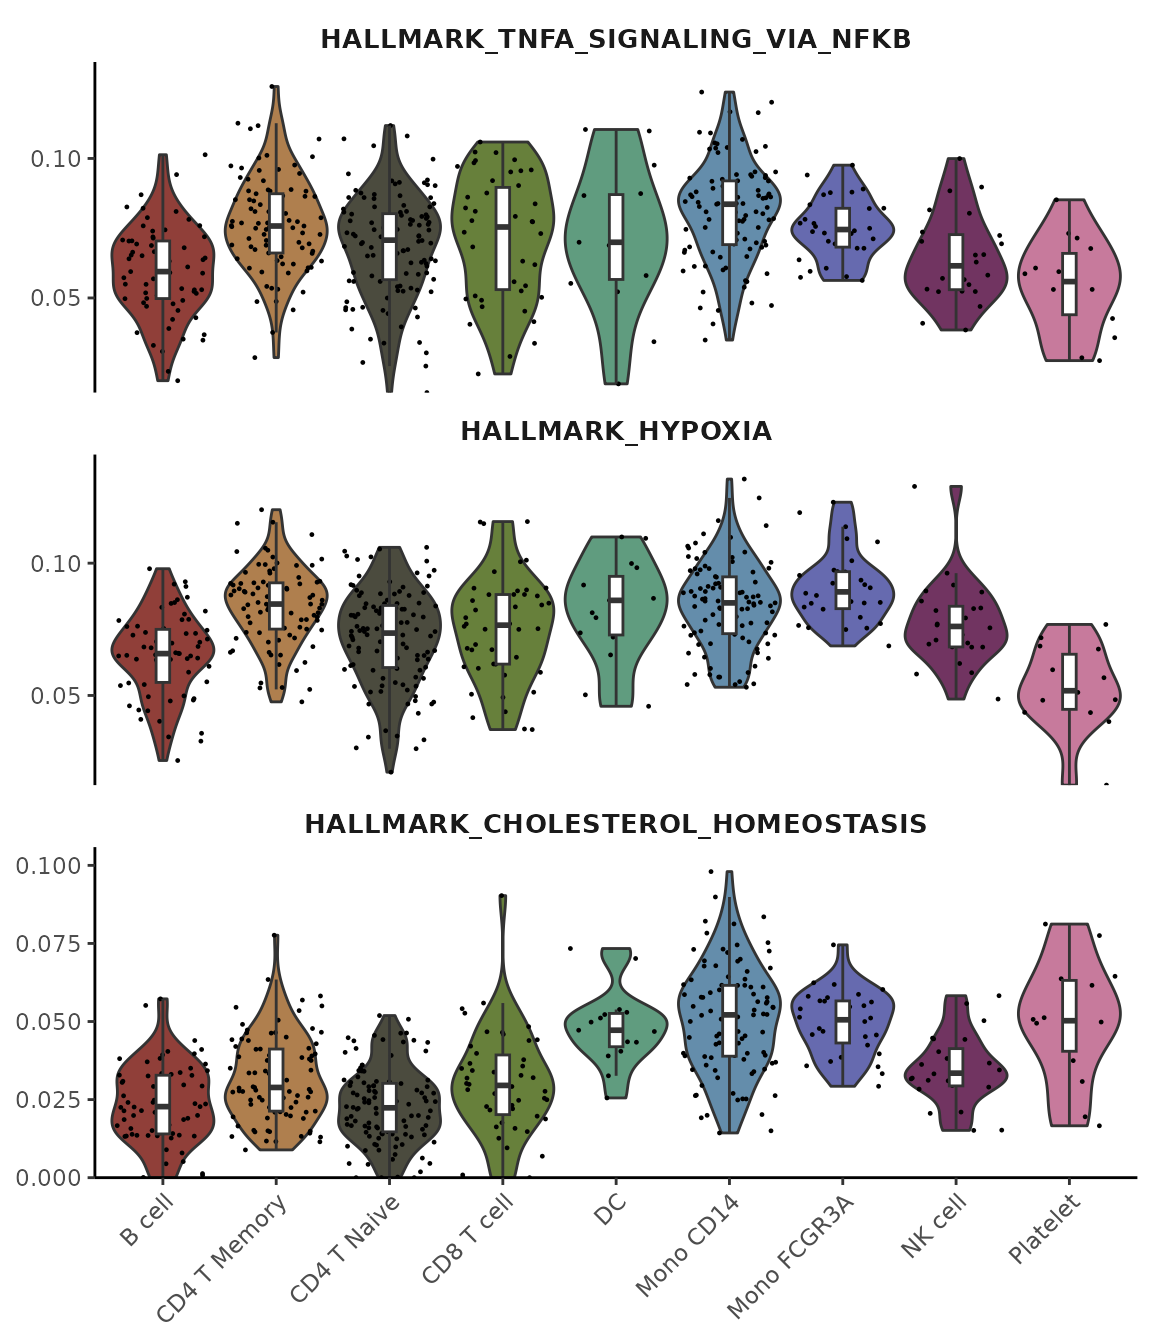 HALLMARK_TNFA_SIGNALING_VIA_NFKB
0.10
0.05
HALLMARK_HYPOXIA
0.10
0.05
HALLMARK_CHOLESTEROL_HOMEOSTASIS
0.100
0.075
0.050
0.025
0.000
B cell
CD4 T Memory
CD4 T Naive
CD8 T cell
DC
Mono CD14
Mono FCGR3A
NK cell
Platelet